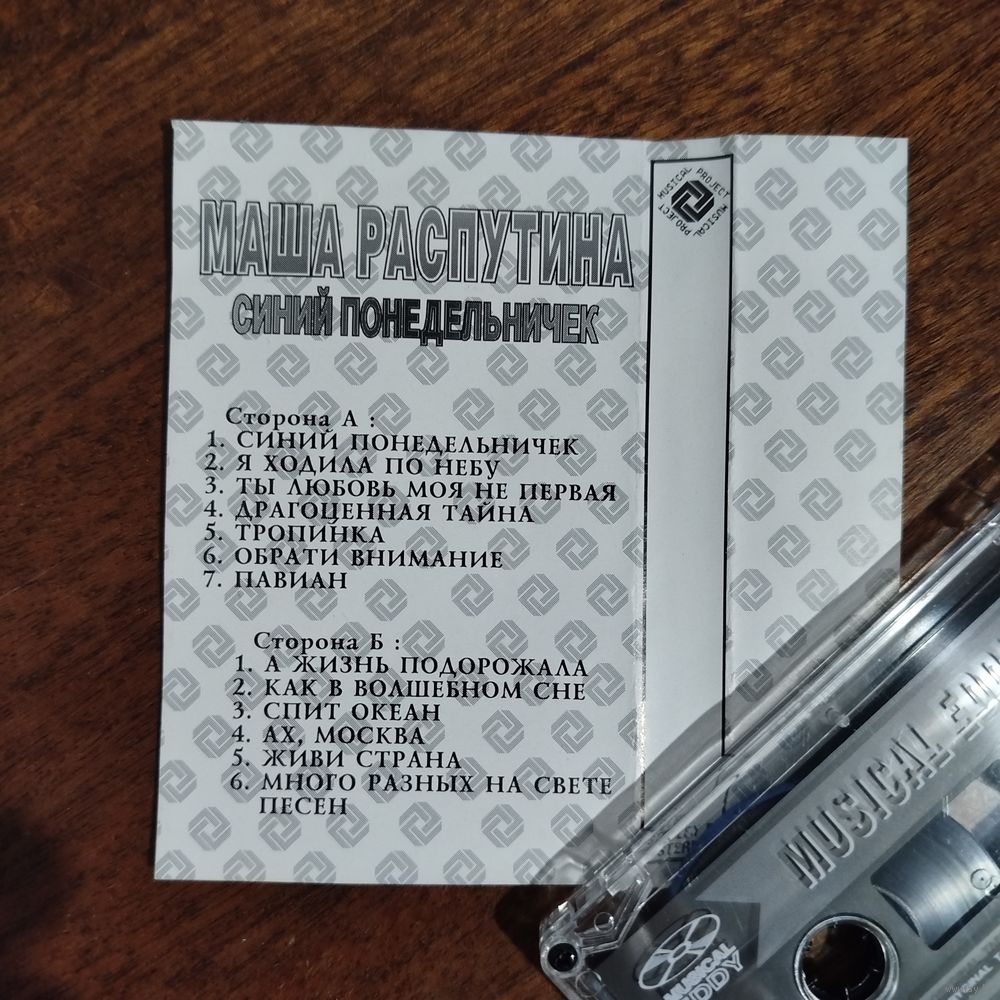 МАША РАСПУТИНА
СИНИЙ ПОНЕДЕЛЬНИЧЕК
Сторона А :
1. СИНИЙ ПОНЕДЕЛЬНИЧЕК
2. Я ХОДИЛА ПО НЕБУ
3. ТЫ ЛЮБОВЬ МОЯ НЕ ПЕРВАЯ
4. ДРАГОЦЕННАЯ ТАЙНА
5. ТРОПИНКА
6. ОБРАТИ ВНИМАНИЕ
7. ПАВИАН
Сторона Б :
1. А ЖИЗНЬ ПОДОРОЖАЛА
2. КАК В ВОЛШЕБНОМ СНЕ
3. СПИТ ОКЕАН
4. АХ, МОСКВА
5. ЖИВИ СТРАНА
6. МНОГО РАЗНЫХ НА СВЕТЕ
ПЕСЕН
MUSICAL PROJECT MUSICAL PROJECT
MUSICAL
MUSICAL